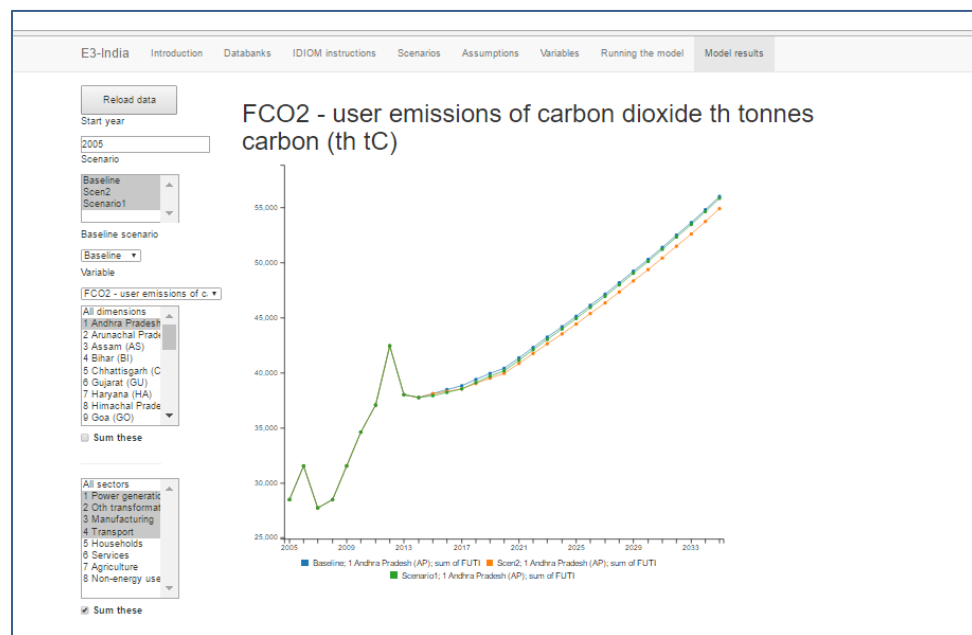 E3-India Introduction Databanks IDIOM instructions Scenarios Assumptions Variables Running the model Model results
Reload data
Start year
2005
Scenario
Baseline
Scen2
Scenario1
Baseline scenario
Baseline
Variable
FCO2 - user emissions of c
All dimensions
1 Andhra Pradesh
2 Arunachal Prade
3 Assam (AS)
4 Bihar (BI)
5 Chhattisgarh (C
6 Gujarat (GU)
7 Haryana (HA)
8 Himachal Prade
9 Goa (GO)
Sum these
All sectors
1 Power generatic
2 Oth transformat
3 Manufacturing
4 Transport
5 Households
6 Services
7 Agriculture
8 Non-energy use
Sum these
FCO2 - user emissions of carbon dioxide th tonnes
carbon (th tC)
55,000
50,000
45,000
40,000
35,000
30,000
25,000
2005 2009 2013 2017 2021 2025 2029 2033
Baseline; 1 Andhra Pradesh (AP); sum of FUTI Scen2; 1 Andhra Pradesh (AP); sum of FUTI
Scenario1; 1 Andhra Pradesh (AP); sum of FUTI